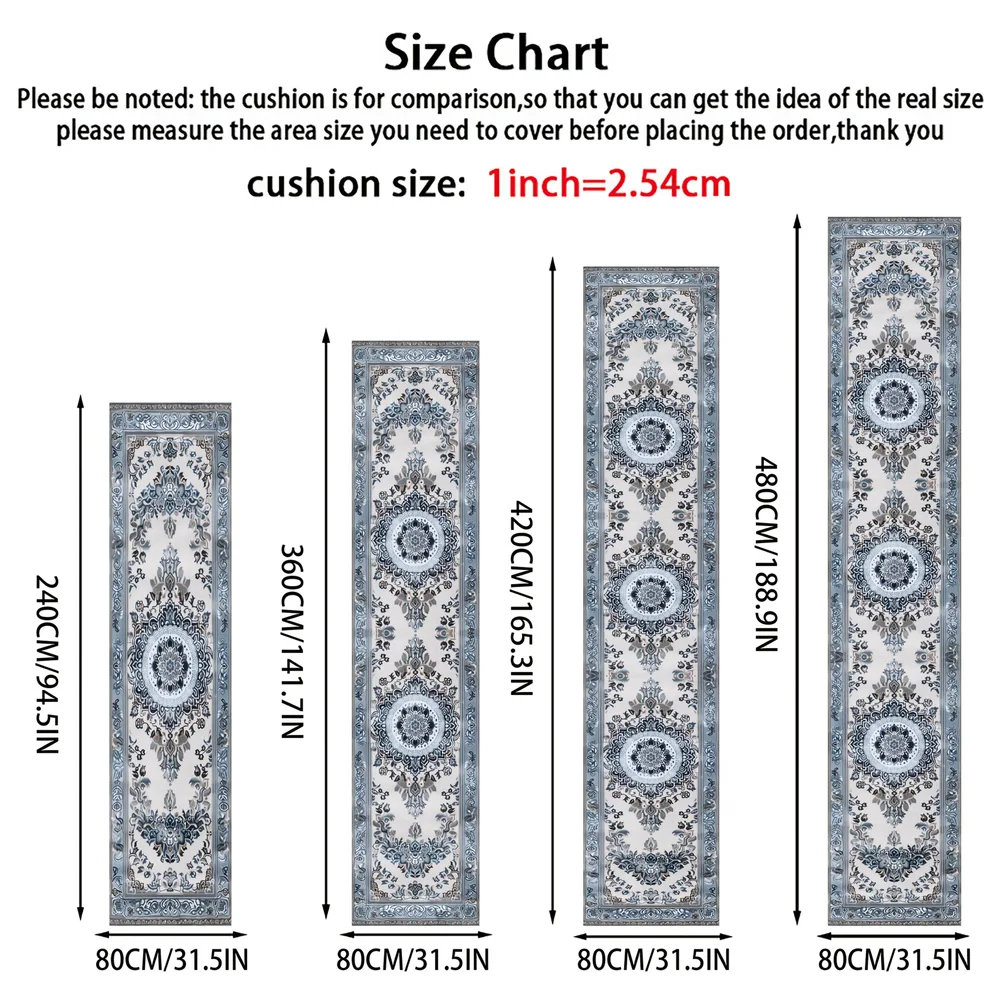 Size Chart
Please be noted: the cushion is for comparison,so that you can get the idea of the real size
please measure the area size you need to cover before placing the order,thank you
cushion size: 1inch=2.54cm
240CM/94.5IN
360CM/141.7IN
420CM/165.3IN
480CM/188.9IN
80CM/31.5IN
80CM/31.5IN
80CM/31.5IN
80CM/31.5IN